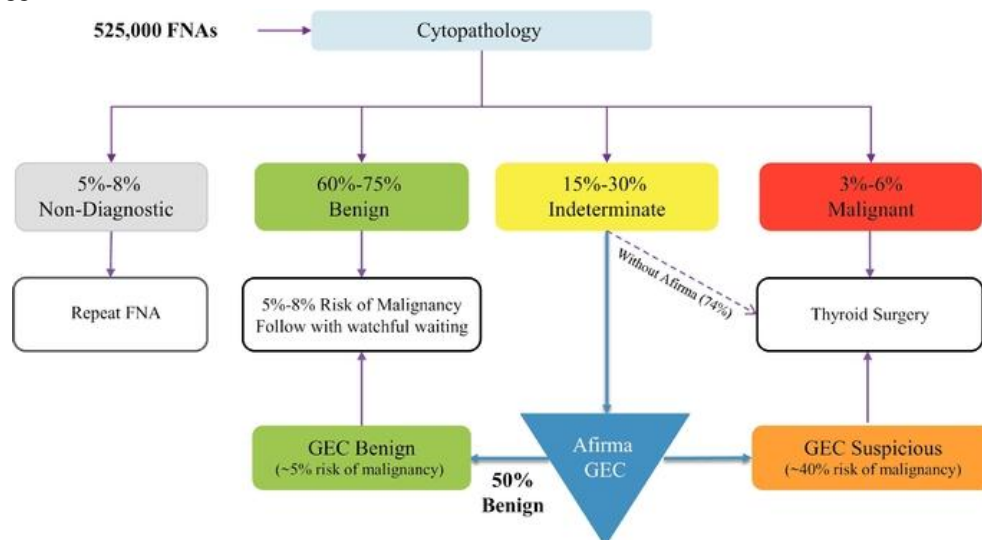 525,000 FNAs
Cytopathology
5%-8%
Non-Diagnostic
60%-75%
Benign
15%-30%
Indeterminate
3%-6%
Malignant
Without Afirma (74%)
Repeat FNA
5%-8% Risk of Malignancy
Follow with watchful waiting
Thyroid Surgery
GEC Benign
(~5% risk of malignancy)
50%
Benign
Afirma
GEC
GEC Suspicious
(~40% risk of malignancy)